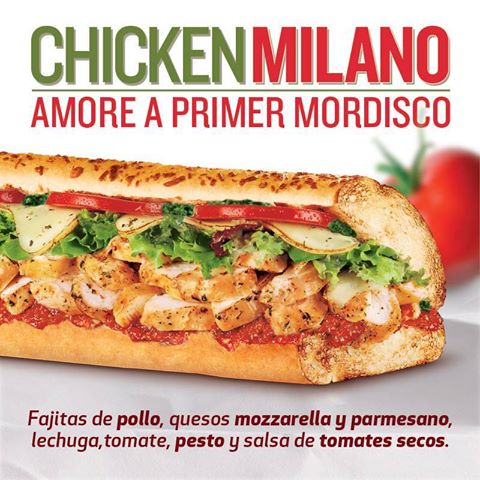 CHICKEN MILANO
AMORE A PRIMER MORDISCO
Fajitas de pollo, quesos mozzarella y parmesano,
lechuga,tomate, pesto y salsa de tomates secos.